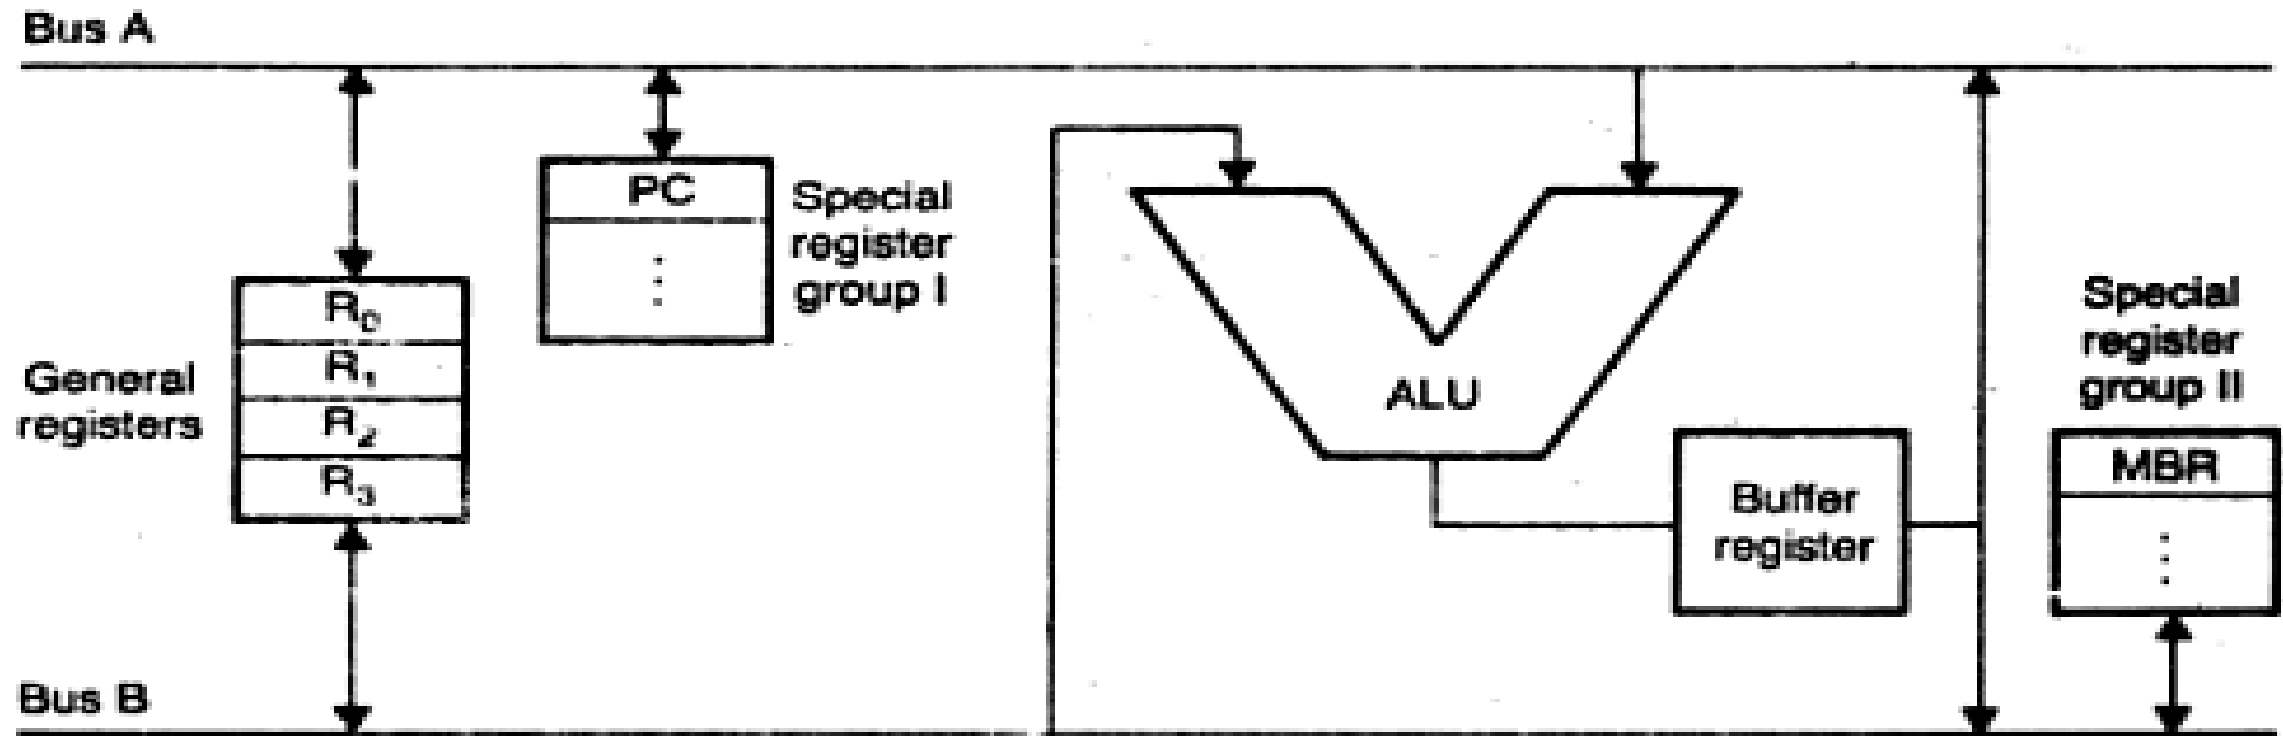 Bus A
PC
Special
register
group I
R0
R1
R2
R3
General
registers
ALU
Buffer
register
Special
register
group II
MBR
Bus B